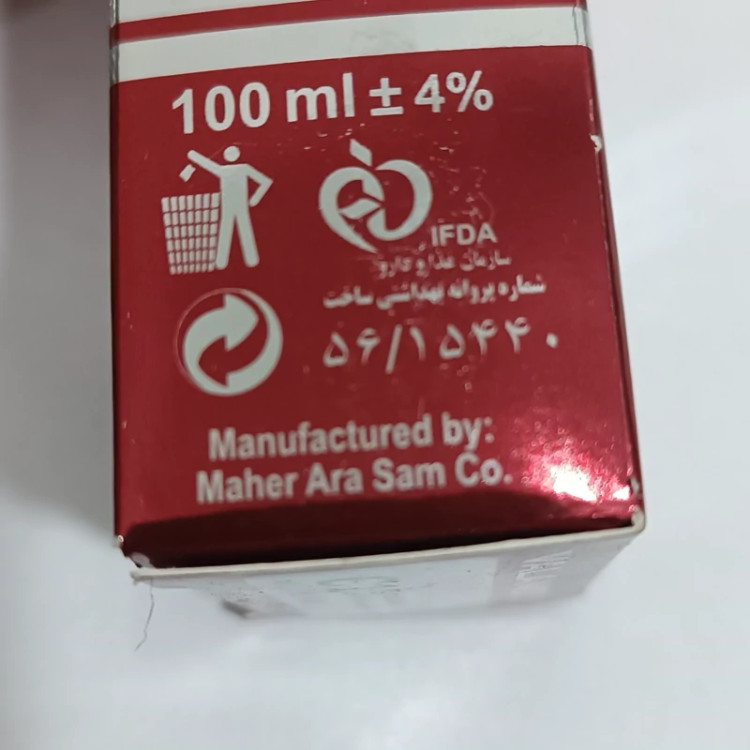 100 ml ± 4%
IFDA
سازمان غذا و دارو
شماره پروانه بهداشتی ساخت
۵۶/۱۵۴۴۰
Manufactured by:
Maher Ara Sam Co.